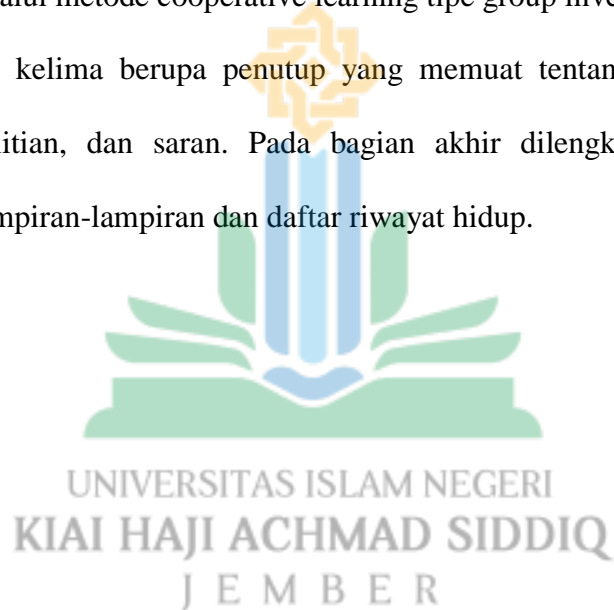 metode cooperative learning tipe group
kelima berupa penutup yang memuat
dan saran. Pada bagian akhir
dan daftar riwayat hidup.
UNIVERSITAS ISLAM NEGERI
KIAI HAJI ACHMAD SIDDIQ
J E M B E R